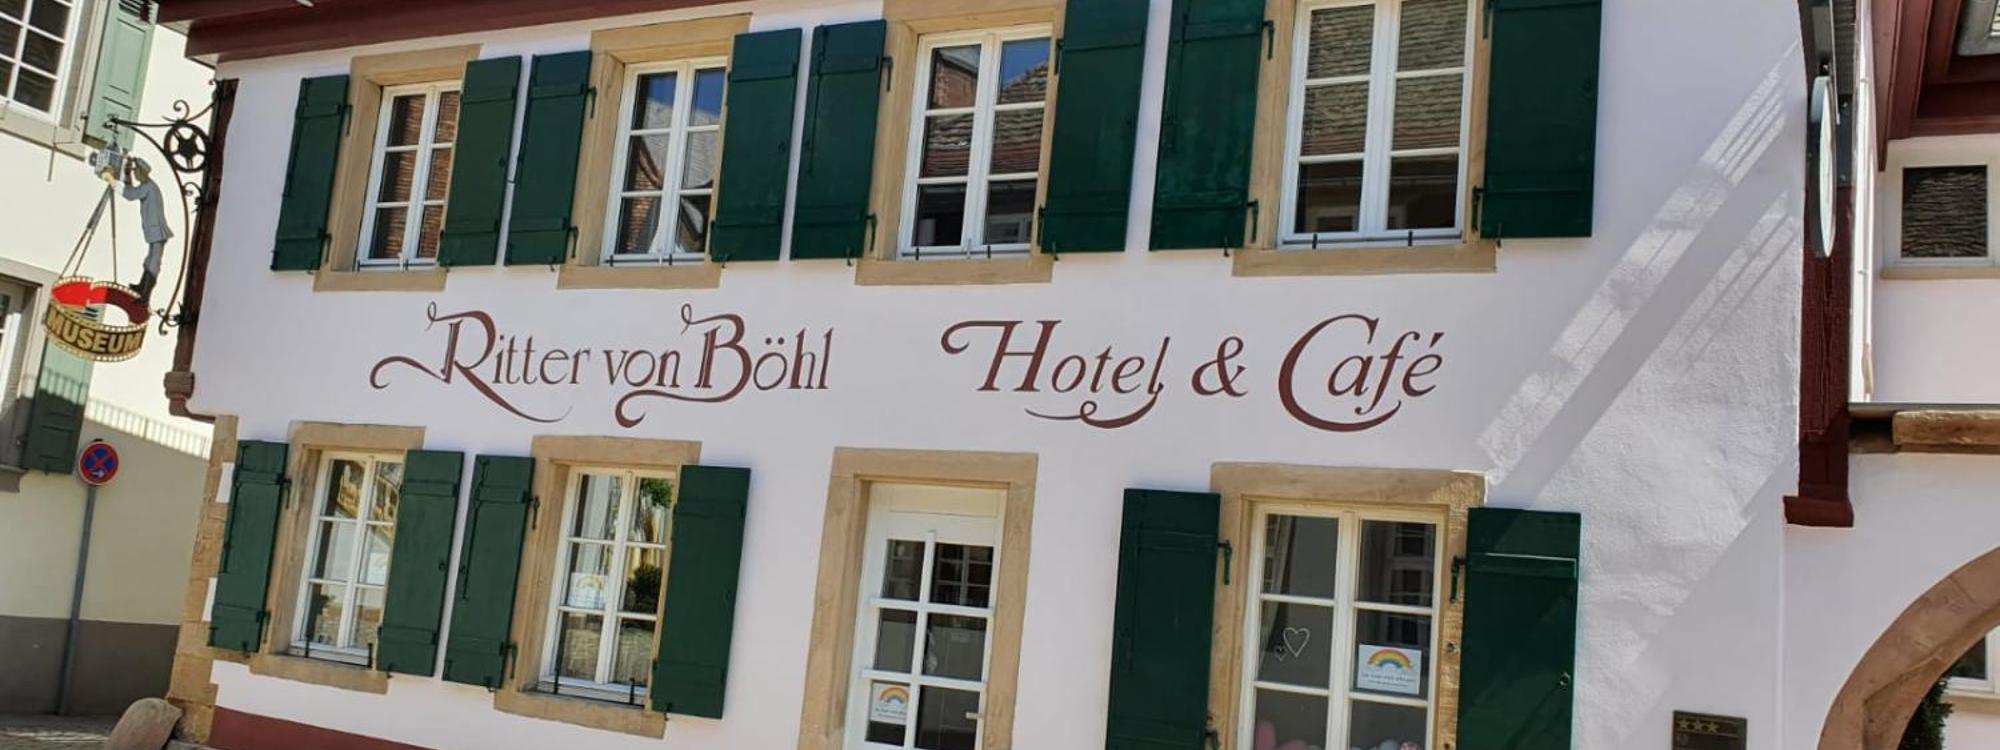 Ritter von Böhl Hotel & Café
MUSEUM